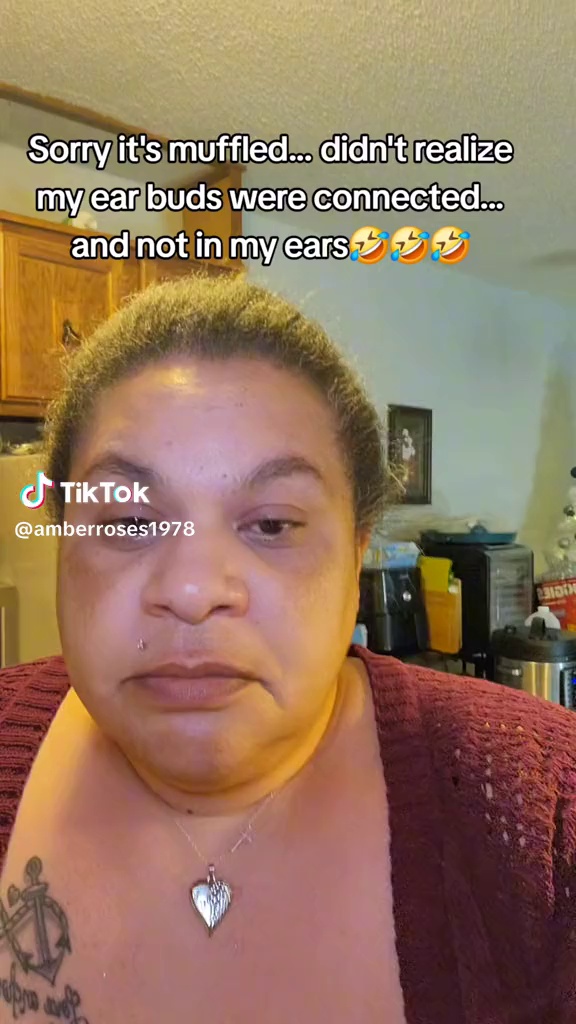 Sorry it's muffled... didn't realize
my ear buds were connected...
and not in my ears🤣🤣🤣
TikTok
@amberroses1978